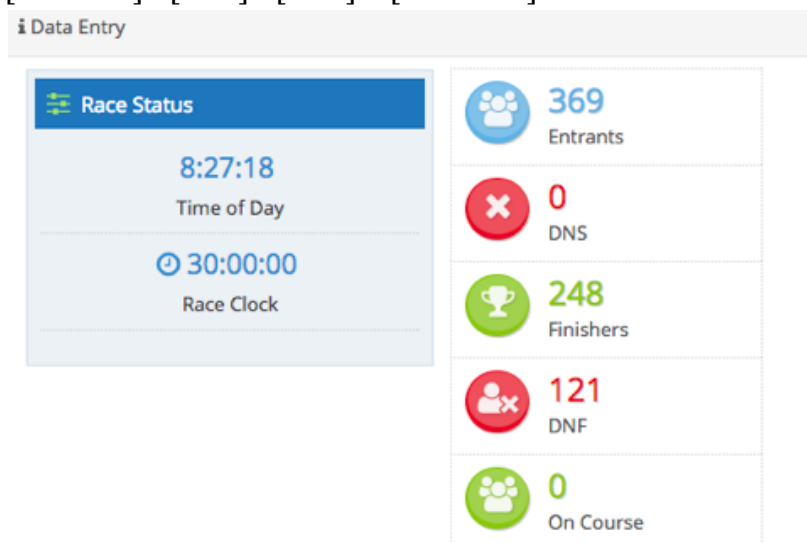 i Data Entry
Race Status
8:27:18
Time of Day
30:00:00
Race Clock
369
Entrants
0
DNS
248
Finishers
121
DNF
0
On Course